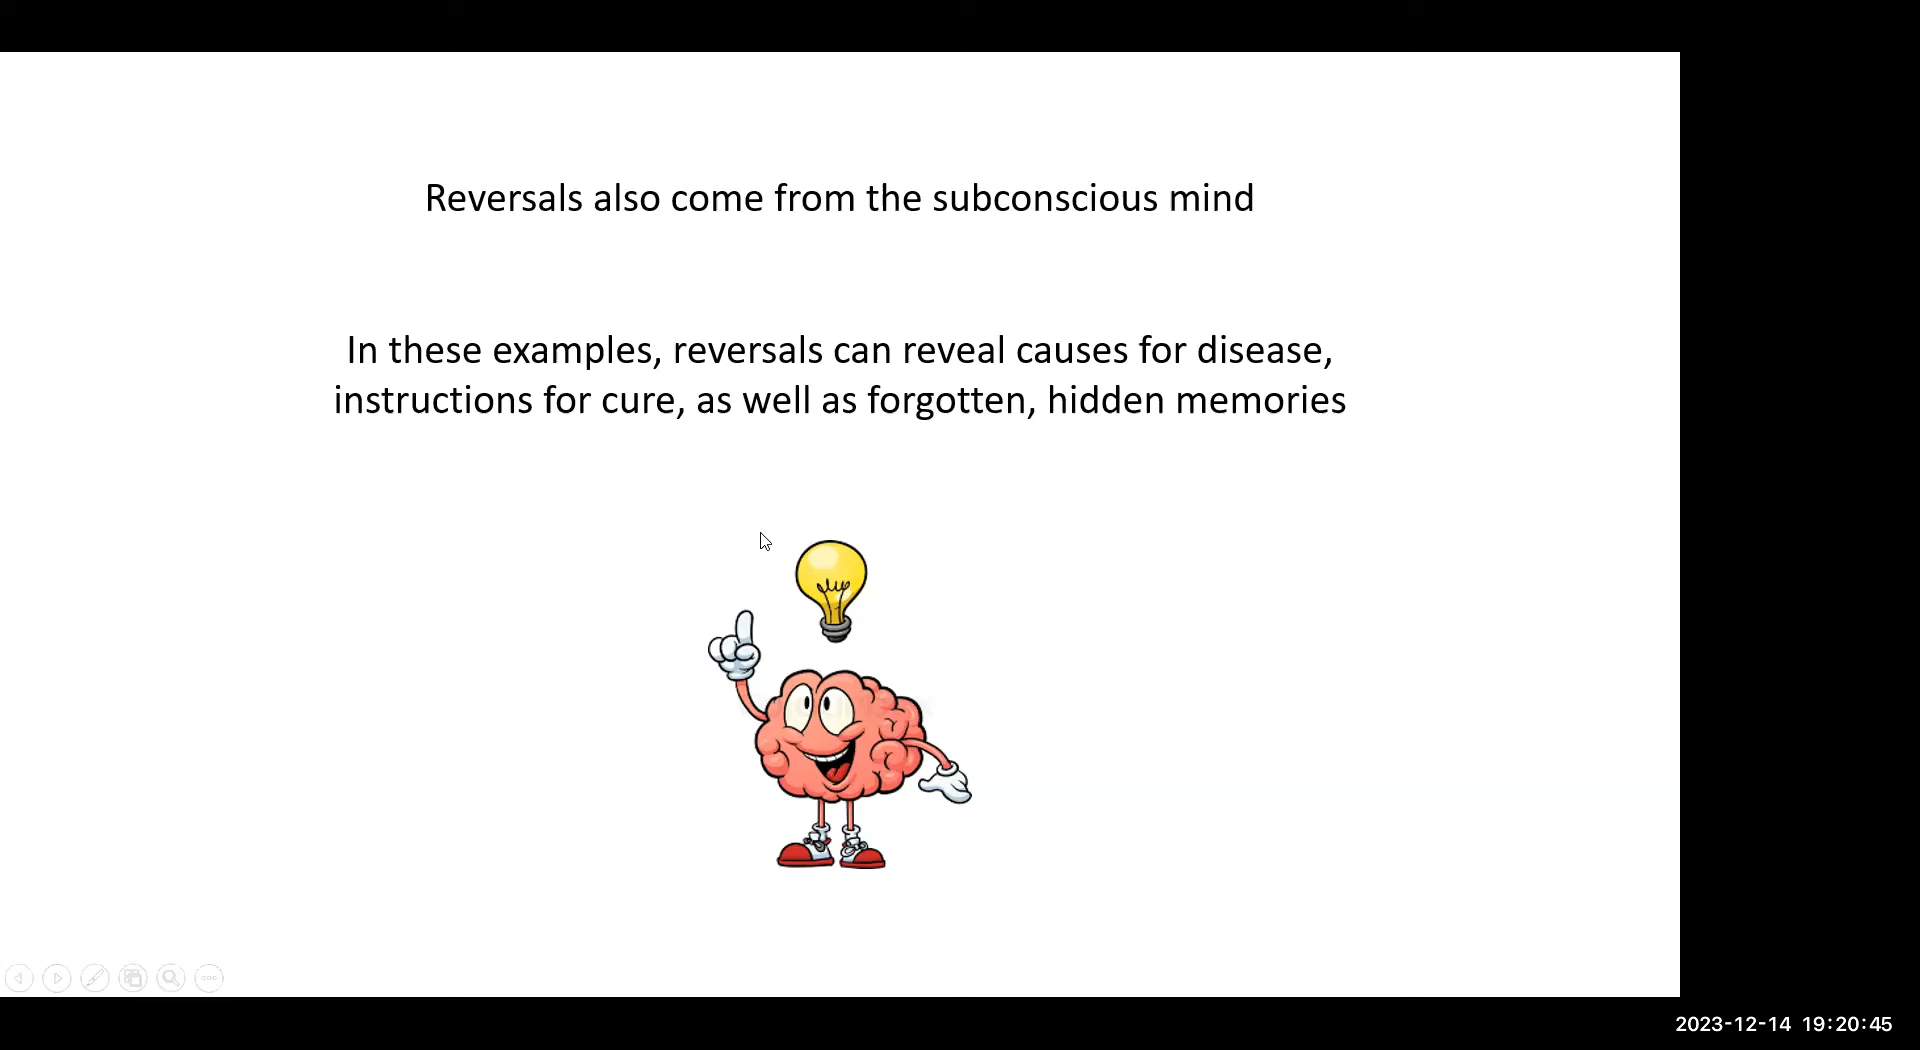 Reversals also come from the subconscious mind
In these examples, reversals can reveal causes for disease,
instructions for cure, as well as forgotten, hidden memories
2023-12-14 19:20:45